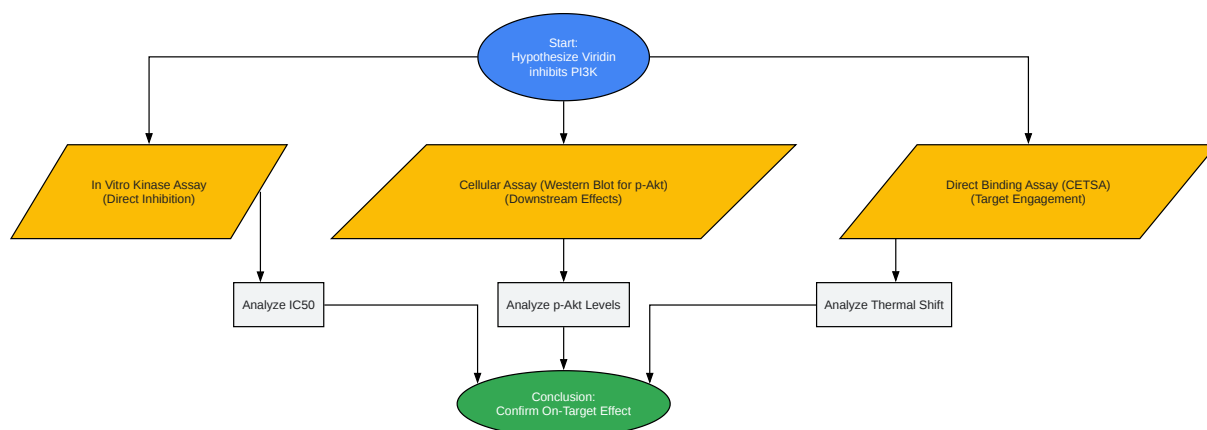 Start:
Hypothesize Viridin
inhibits PI3K
In Vitro Kinase Assay
(Direct Inhibition)
Cellular Assay (Western Blot for p-Akt)
(Downstream Effects)
Direct Binding Assay (CETSA)
(Target Engagement)
Analyze IC50
Analyze p-Akt Levels
Analyze Thermal Shift
Conclusion:
Confirm On-Target Effect